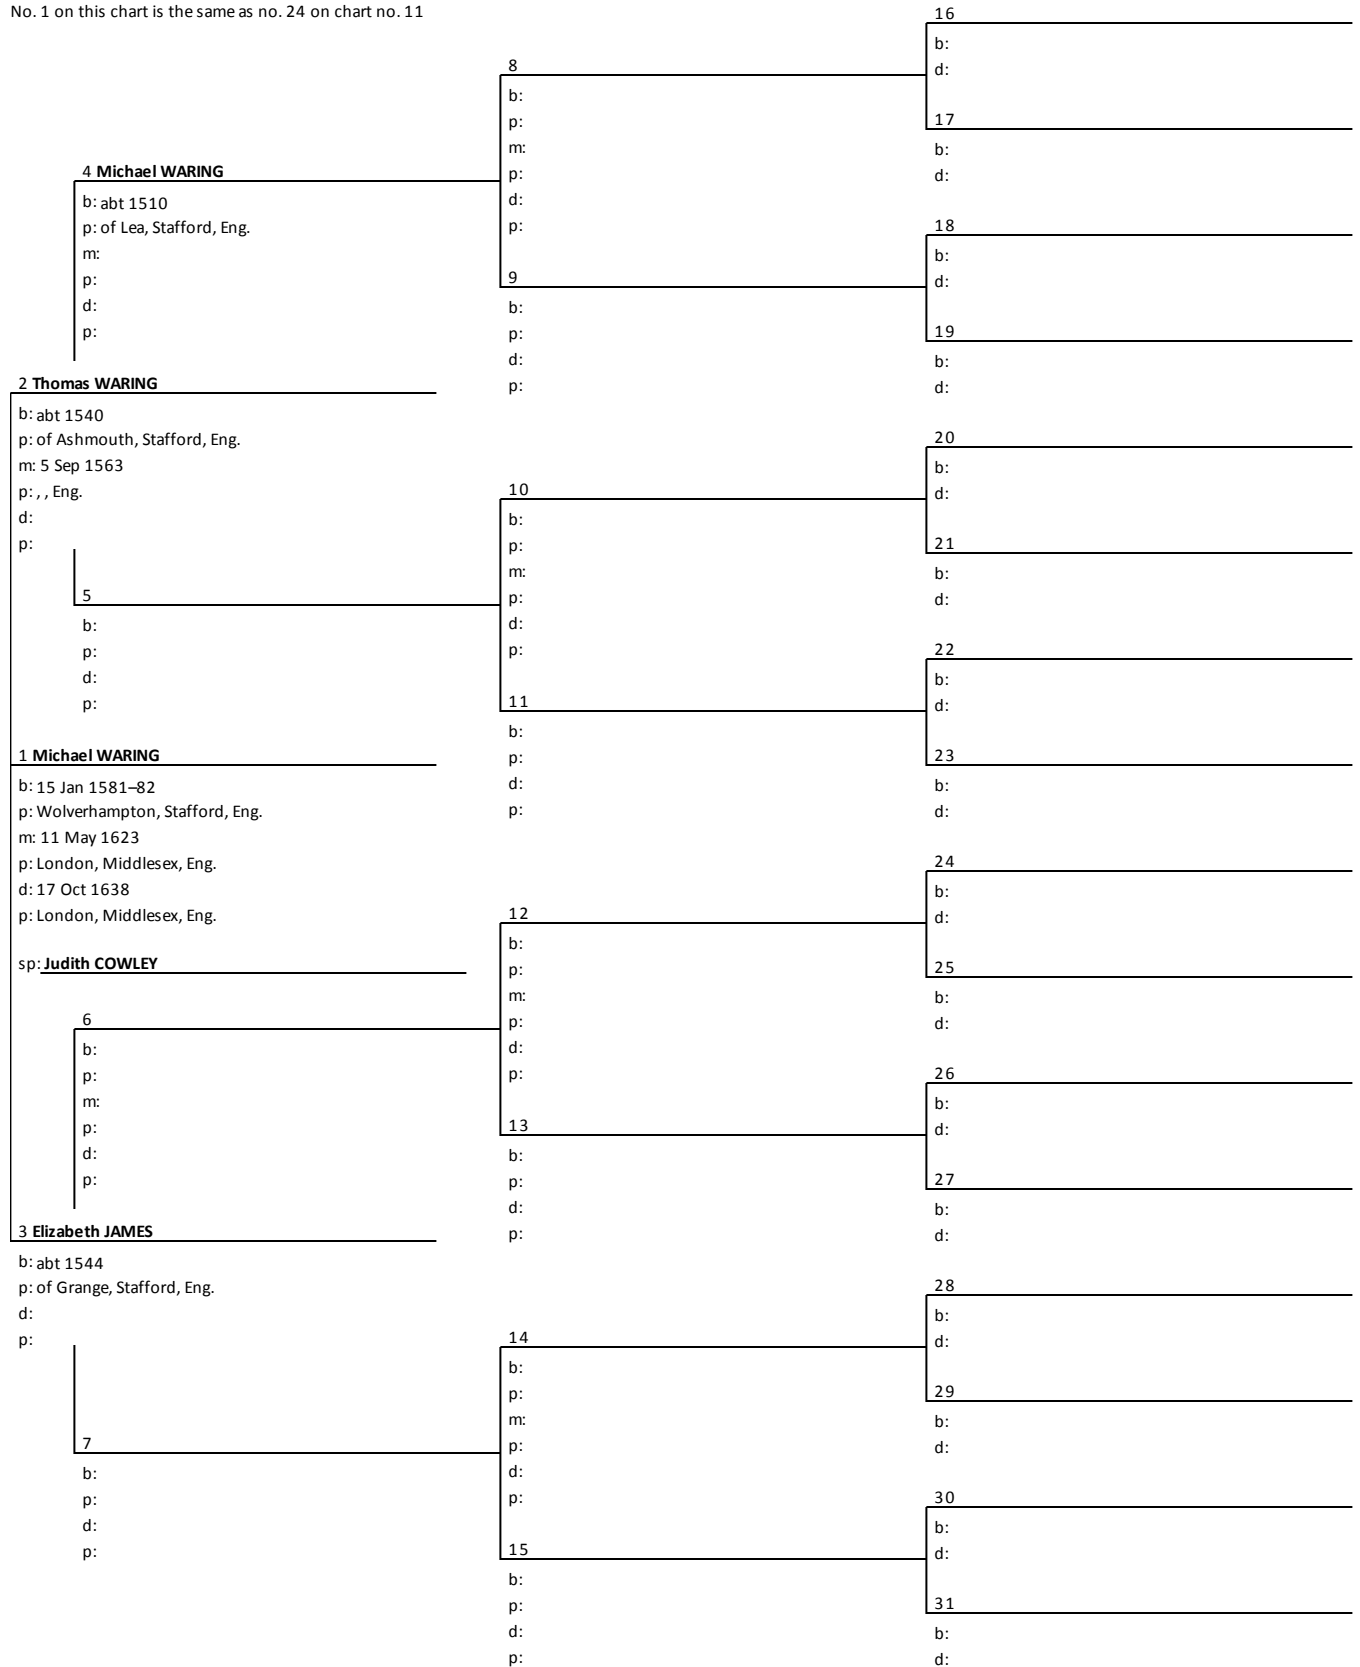 No. 1 on this chart is the same as no. 24 on chart no. 11
4 Michael WARING
b: abt 1510
p: of Lea, Stafford, Eng.
m:
p:
d:
p:
2 Thomas WARING
b: abt 1540
p: of Ashmouth, Stafford, Eng.
m: 5 Sep 1563
p: , , Eng.
d:
p:
5
b:
p:
d:
p:
1 Michael WARING
b: 15 Jan 1581–82
p: Wolverhampton, Stafford, Eng.
m: 11 May 1623
p: London, Middlesex, Eng.
d: 17 Oct 1638
p: London, Middlesex, Eng.
sp: Judith COWLEY
6
b:
p:
m:
p:
d:
p:
3 Elizabeth JAMES
b: abt 1544
p: of Grange, Stafford, Eng.
d:
p:
7
b:
p:
d:
p:
8
b:
p:
m:
p:
d:
p:
9
b:
p:
d:
p:
10
b:
p:
m:
p:
d:
p:
11
b:
p:
d:
p:
12
b:
p:
m:
p:
d:
p:
13
b:
p:
d:
p:
14
b:
p:
m:
p:
d:
p:
15
b:
p:
d:
p:
16
b:
d:
17
b:
d:
18
b:
d:
19
b:
d:
20
b:
d:
21
b:
d:
22
b:
d:
23
b:
d:
24
b:
d:
25
b:
d:
26
b:
d:
27
b:
d:
28
b:
d:
29
b:
d:
30
b:
d:
31
b:
d: